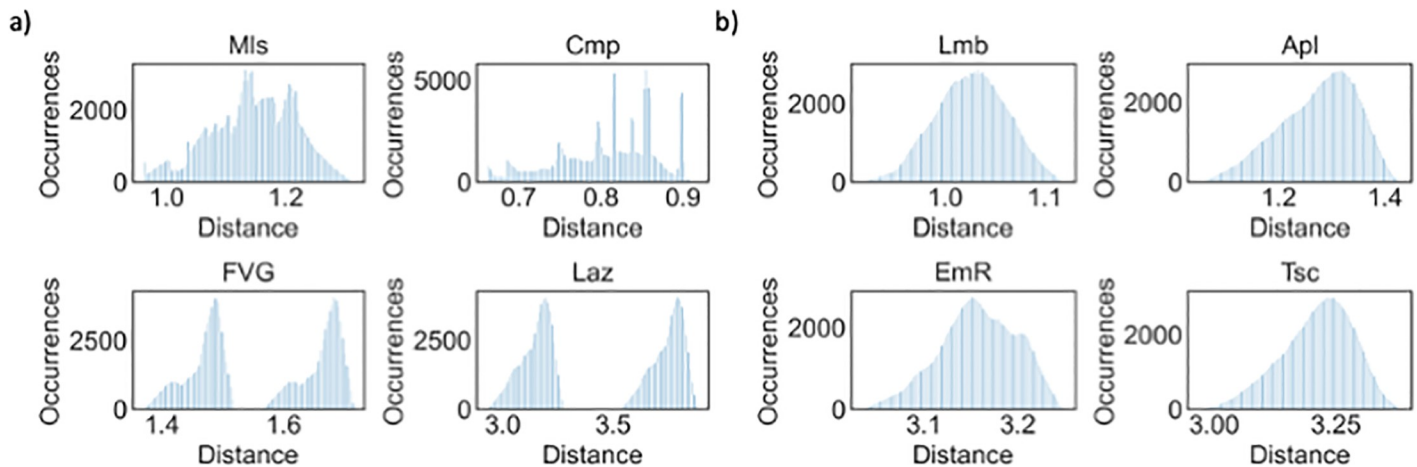 a)
b)
Mls
Occurrences
2000
0
1.0 1.2
Distance
Cmp
Occurrences
5000
0
0.7 0.8 0.9
Distance
Lmb
Occurrences
2000
0
1.0 1.1
Distance
Apl
Occurrences
2000
0
1.2 1.4
Distance
FVG
Occurrences
2500
0
1.4 1.6
Distance
Laz
Occurrences
2500
0
3.0 3.5
Distance
EmR
Occurrences
2000
0
3.1 3.2
Distance
Tsc
Occurrences
2000
0
3.00 3.25
Distance